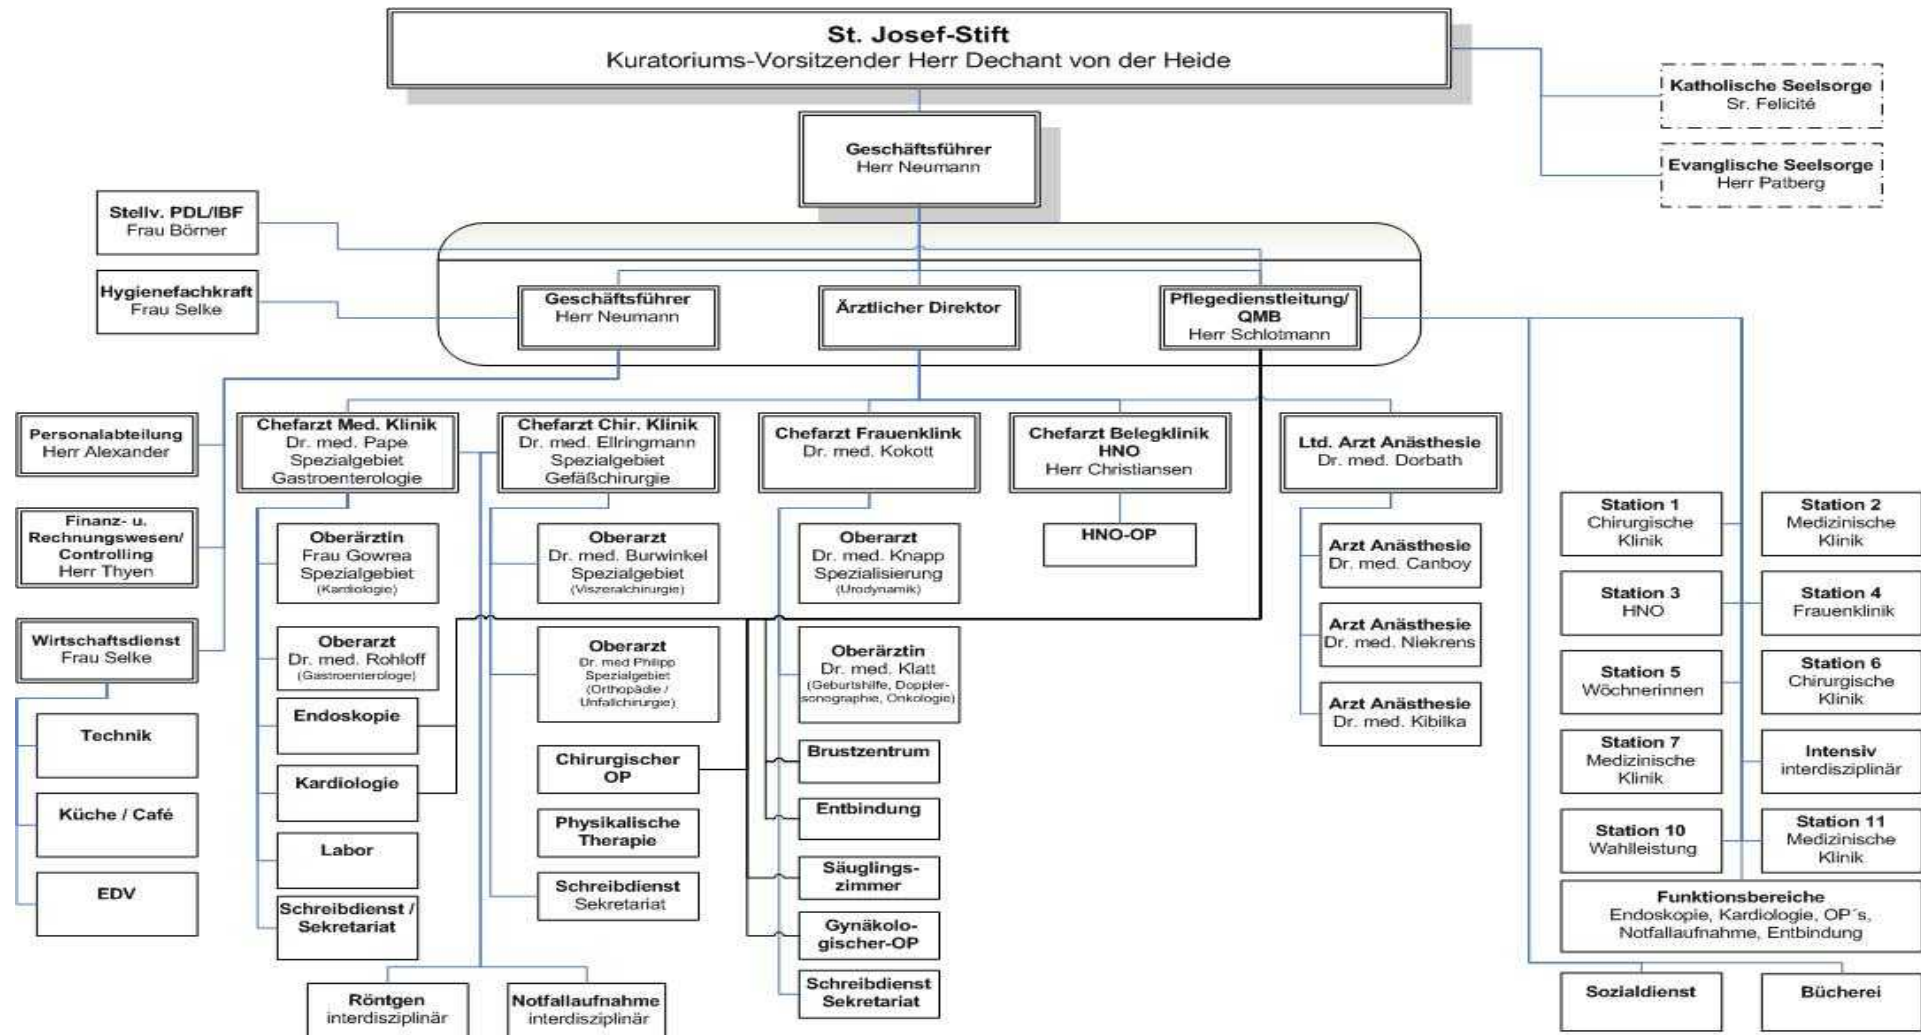 St. Josef-Stift
Kuratoriums-Vorsitzender Herr Dechant von der Heide
Katholische Seelsorge
Sr. Felicité
Evanglische Seelsorge
Herr Patberg
Geschäftsführer
Herr Neumann
Stellv. PDL/IBF
Frau Börner
Hygienefachkraft
Frau Selke
Geschäftsführer
Herr Neumann
Ärztlicher Direktor
Pflegedienstleitung/
QMB
Herr Schlotmann
Personalabteilung
Herr Alexander
Finanz- u.
Rechnungswesen/
Controlling
Herr Thyen
Wirtschaftsdienst
Frau Selke
Technik
Küche / Café
EDV
Chefarzt Med. Klinik
Dr. med. Pape
Spezialgebiet
Gastroenterologie
Oberärztin
Frau Gowrea
Spezialgebiet
(Kardiologie)
Oberarzt
Dr. med. Rohloff
(Gastroenterologe)
Endoskopie
Kardiologie
Labor
Schreibdienst /
Sekretariat
Chefarzt Chir. Klinik
Dr. med. Ellringmann
Spezialgebiet
Gefäßchirurgie
Oberarzt
Dr. med. Burwinkel
Spezialgebiet
(Viszeralchirurgie)
Oberarzt
Dr. med Philipp
Spezialgebiet
(Orthopädie /
Unfallchirurgie)
Chirurgischer
OP
Physikalische
Therapie
Schreibdienst
Sekretariat
Röntgen
interdisziplinär
Notfallaufnahme
interdisziplinär
Chefarzt Frauenklink
Dr. med. Kokott
Oberarzt
Dr. med. Knapp
Spezialisierung
(Urodynamik)
Oberärztin
Dr. med. Klatt
(Geburtshilfe, Doppler-
sonographie, Onkologie)
Brustzentrum
Entbindung
Säuglings-
zimmer
Gynäkolo-
gischer-OP
Schreibdienst
Sekretariat
Chefarzt Belegklinik
HNO
Herr Christiansen
HNO-OP
Ltd. Arzt Anästhesie
Dr. med. Dorbath
Arzt Anästhesie
Dr. med. Canboy
Arzt Anästhesie
Dr. med. Niekrens
Arzt Anästhesie
Dr. med. Kibilka
Station 1
Chirurgische
Klinik
Station 2
Medizinische
Klinik
Station 3
HNO
Station 4
Frauenklinik
Station 5
Wöchnerinnen
Station 6
Chirurgische
Klinik
Station 7
Medizinische
Klinik
Intensiv
interdisziplinär
Station 10
Wahlleistung
Station 11
Medizinische
Klinik
Funktionsbereiche
Endoskopie, Kardiologie, OP´s,
Notfallaufnahme, Entbindung
Sozialdienst
Bücherei